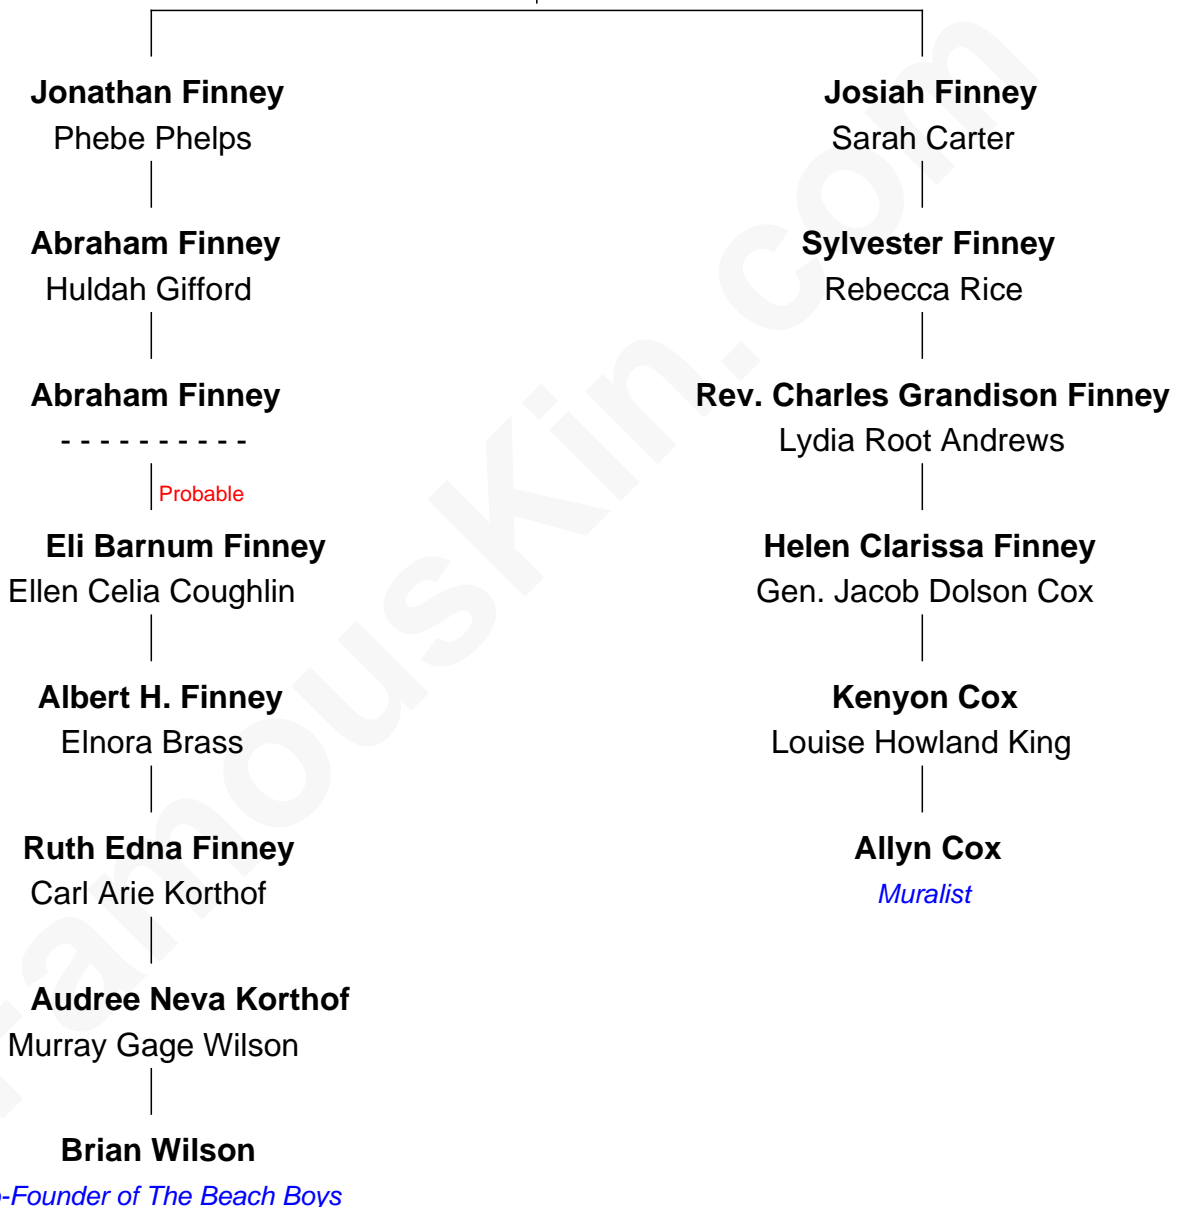 Jonathan Finney
Phebe Phelps
Abraham Finney
Huldah Gifford
Abraham Finney
- - - - - - - - - -
Probable
Eli Barnum Finney
Ellen Celia Coughlin
Albert H. Finney
Elnora Brass
Ruth Edna Finney
Carl Arie Korthof
Audree Neva Korthof
Murray Gage Wilson
Brian Wilson
-Founder of The Beach Boys
Josiah Finney
Sarah Carter
Sylvester Finney
Rebecca Rice
Rev. Charles Grandison Finney
Lydia Root Andrews
Helen Clarissa Finney
Gen. Jacob Dolson Cox
Kenyon Cox
Louise Howland King
Allyn Cox
Muralist
FamousKin.com